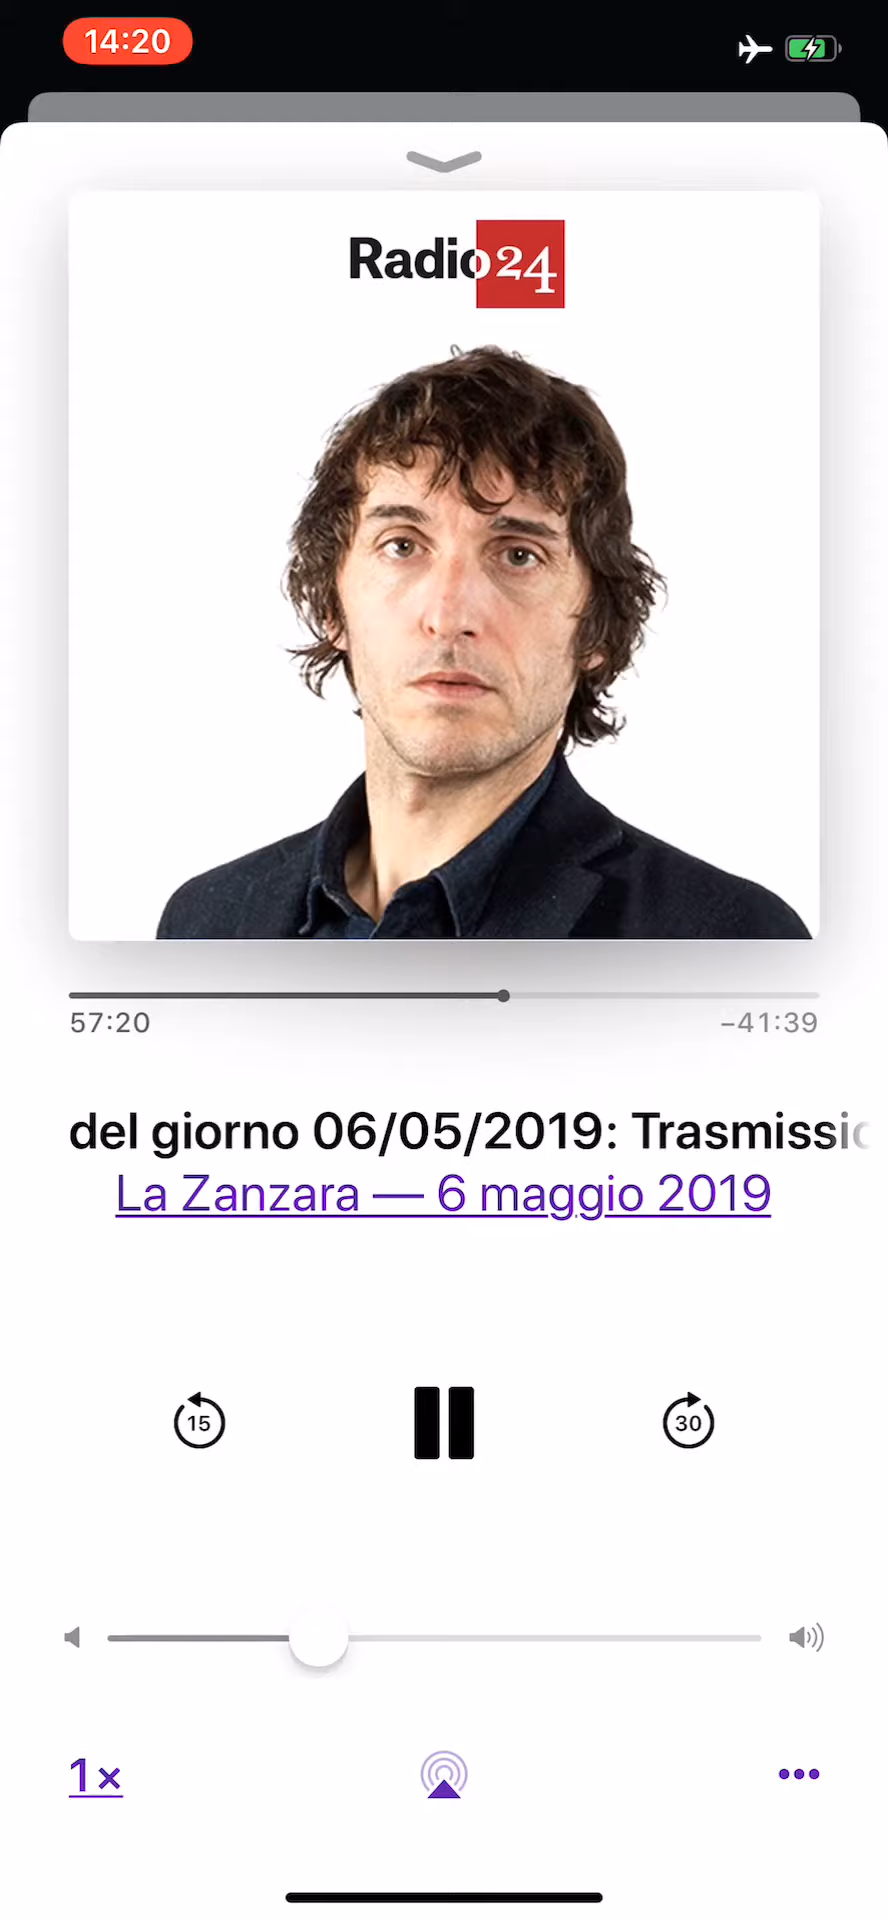 14:20
Radio24
57:20
–41:39
del giorno 06/05/2019: Trasmissi
La Zanzara — 6 maggio 2019
15
30
1×